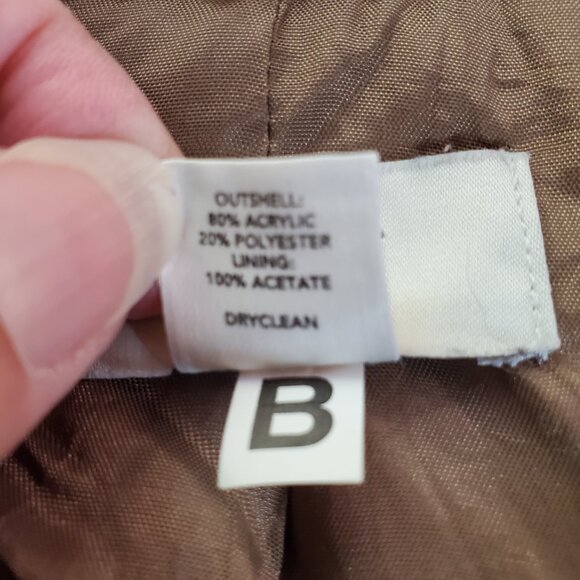 OUTSHELL:
80% ACRYLIC
20% POLYESTER
LINING:
100% ACETATE
DRYCLEAN
B